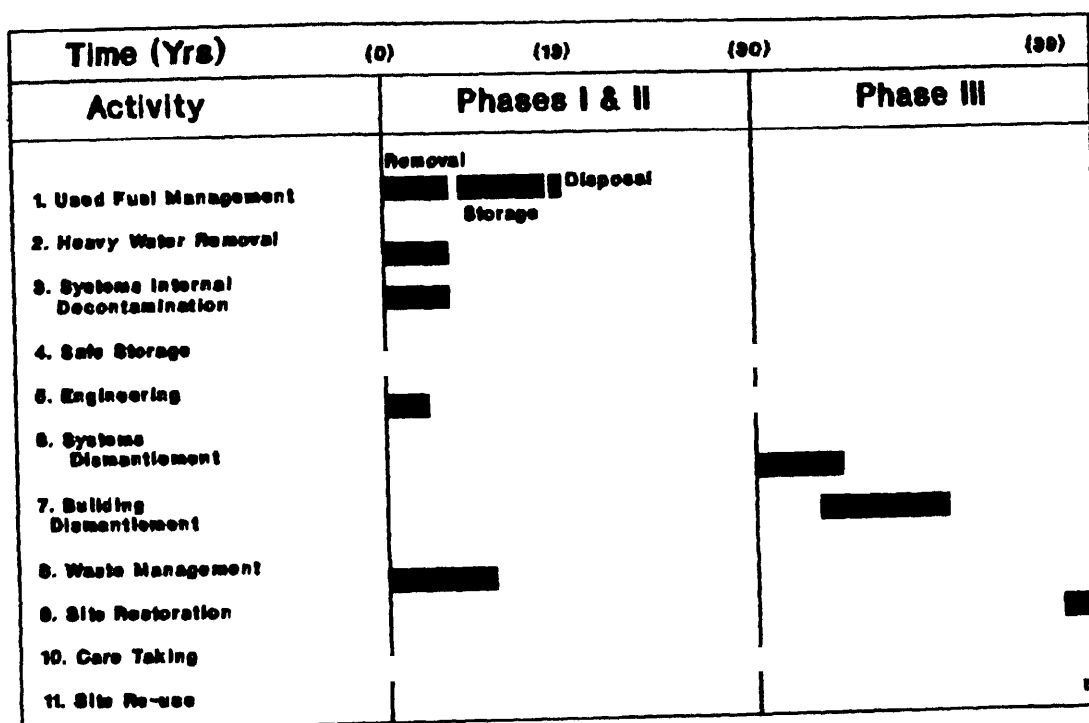 Time (Yrs) (0) (13) (30) (39)
Activity Phases I & II Phase III
Removal
1. Used Fuel Management Disposal
Storage
2. Heavy Water Removal
3. Systems Internal
Decontamination
4. Safe Storage
5. Engineering
6. Systems
Dismantlement
7. Building
Dismantlement
8. Waste Management
9. Site Restoration
10. Care Taking
11. Site Re-use